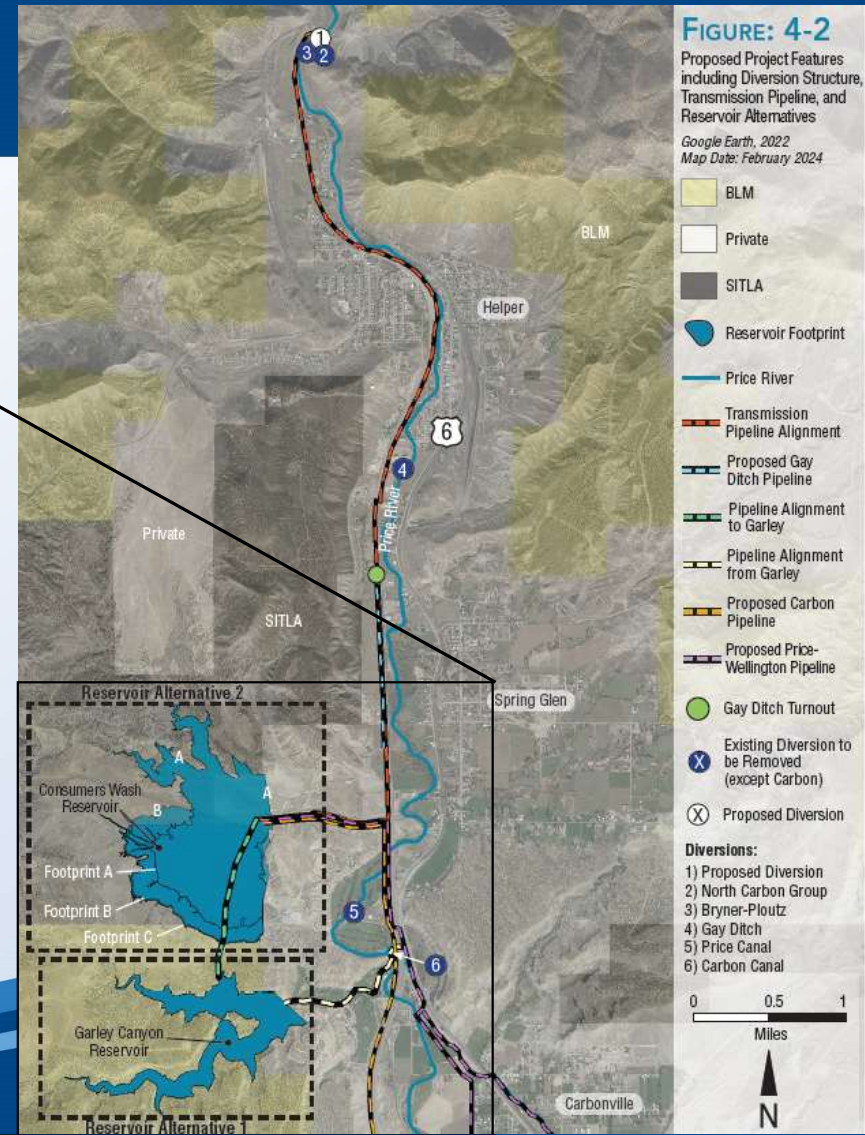 FIGURE: 4-2
Proposed Project Features
including Diversion Structure,
Transmission Pipeline, and
Reservoir Alternatives
Google Earth, 2022
Map Date: February 2024
BLM
Private
SITLA
Reservoir Footprint
Price River
Transmission
Pipeline Alignment
Proposed Gay
Ditch Pipeline
Pipeline Alignment
to Garley
Pipeline Alignment
from Garley
Proposed Carbon
Pipeline
Proposed Price-
Wellington Pipeline
Gay Ditch Turnout
X
Existing Diversion to
be Removed
(except Carbon)
X
Proposed Diversion
Diversions:
1) Proposed Diversion
2) North Carbon Group
3) Bryner-Ploutz
4) Gay Ditch
5) Price Canal
6) Carbon Canal
0 0.5 1
Miles
N
1
3 2
BLM
Helper
6
4
Price River
Private
SITLA
Spring Glen
Reservoir Alternative 2
A
A
Consumers Wash
Reservoir
B
Footprint A
Footprint B
Footprint C
5
6
Garley Canyon
Reservoir
Carbonville
Reservoir Alternative 1